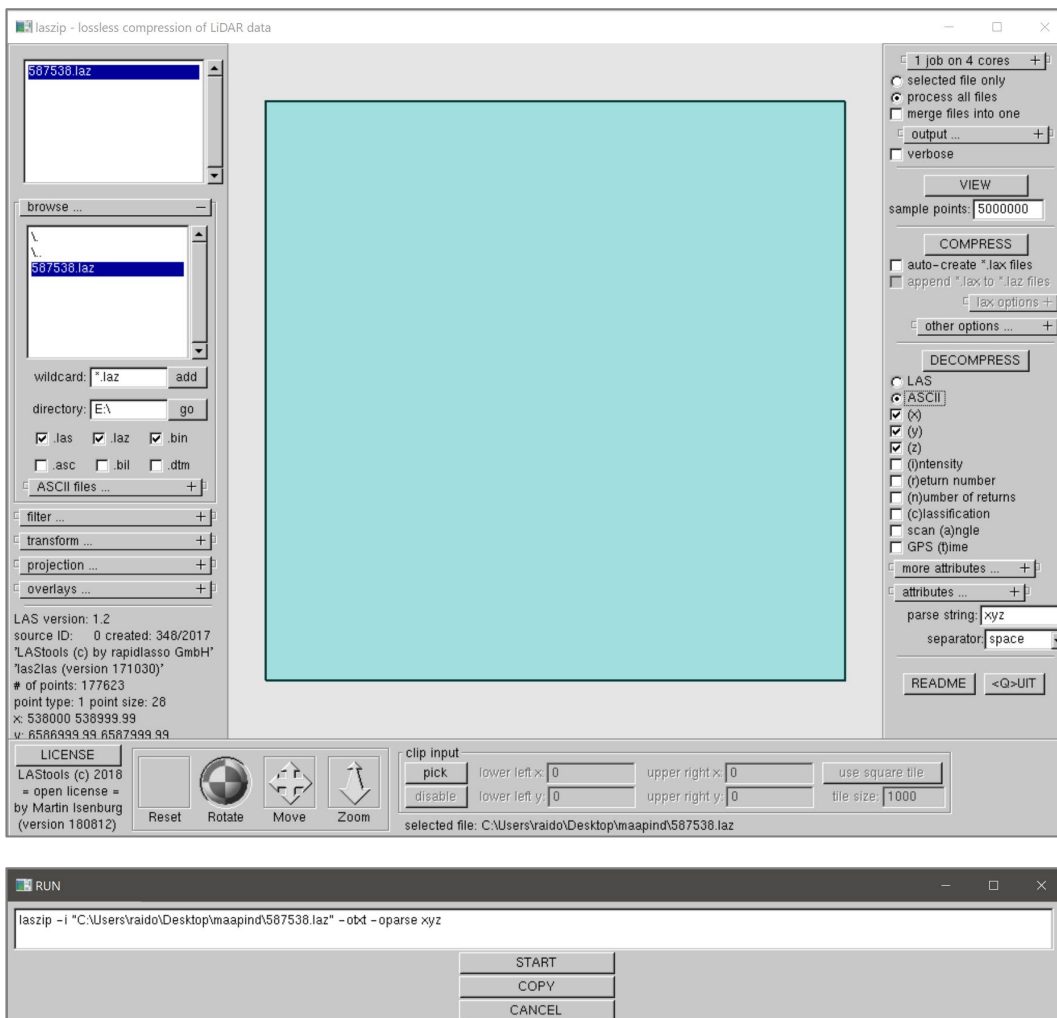 laszip - lossless compression of LiDAR data
587538.laz
browse ...
\.
\..
587538.laz
wildcard: *.laz add
directory: E:\ go
.las .laz .bin
.asc .bil .dtm
ASCII files ...
filter ...
transform ...
projection ...
overlays ...
LAS version: 1.2
source ID: 0 created: 348/2017
'LAStools (c) by rapidlasso GmbH'
'las2las (version 171030)'
# of points: 177623
point type: 1 point size: 28
x: 538000 538999.99
y: 6586999.99 6587999.99
1 job on 4 cores
selected file only
process all files
merge files into one
output ...
verbose
VIEW
sample points: 5000000
COMPRESS
auto-create *.lax files
append *.lax to *.laz files
lax options
other options ...
DECOMPRESS
LAS
ASCII
(x)
(y)
(z)
(i)ntensity
(r)eturn number
(n)umber of returns
(c)lassification
scan (a)ngle
GPS (t)ime
more attributes ...
attributes ...
parse string: xyz
separator: space
README <Q>UIT
LICENSE
LAStools (c) 2018
= open license =
by Martin Isenburg
(version 180812)
Reset Rotate Move Zoom
clip input
pick lower left x: 0 upper right x: 0 use square tile
disable lower left y: 0 upper right y: 0 tile size: 1000
selected file: C:\Users\raido\Desktop\maapind\587538.laz
RUN
laszip -i "C:\Users\raido\Desktop\maapind\587538.laz" -otxt -oparse xyz
START
COPY
CANCEL